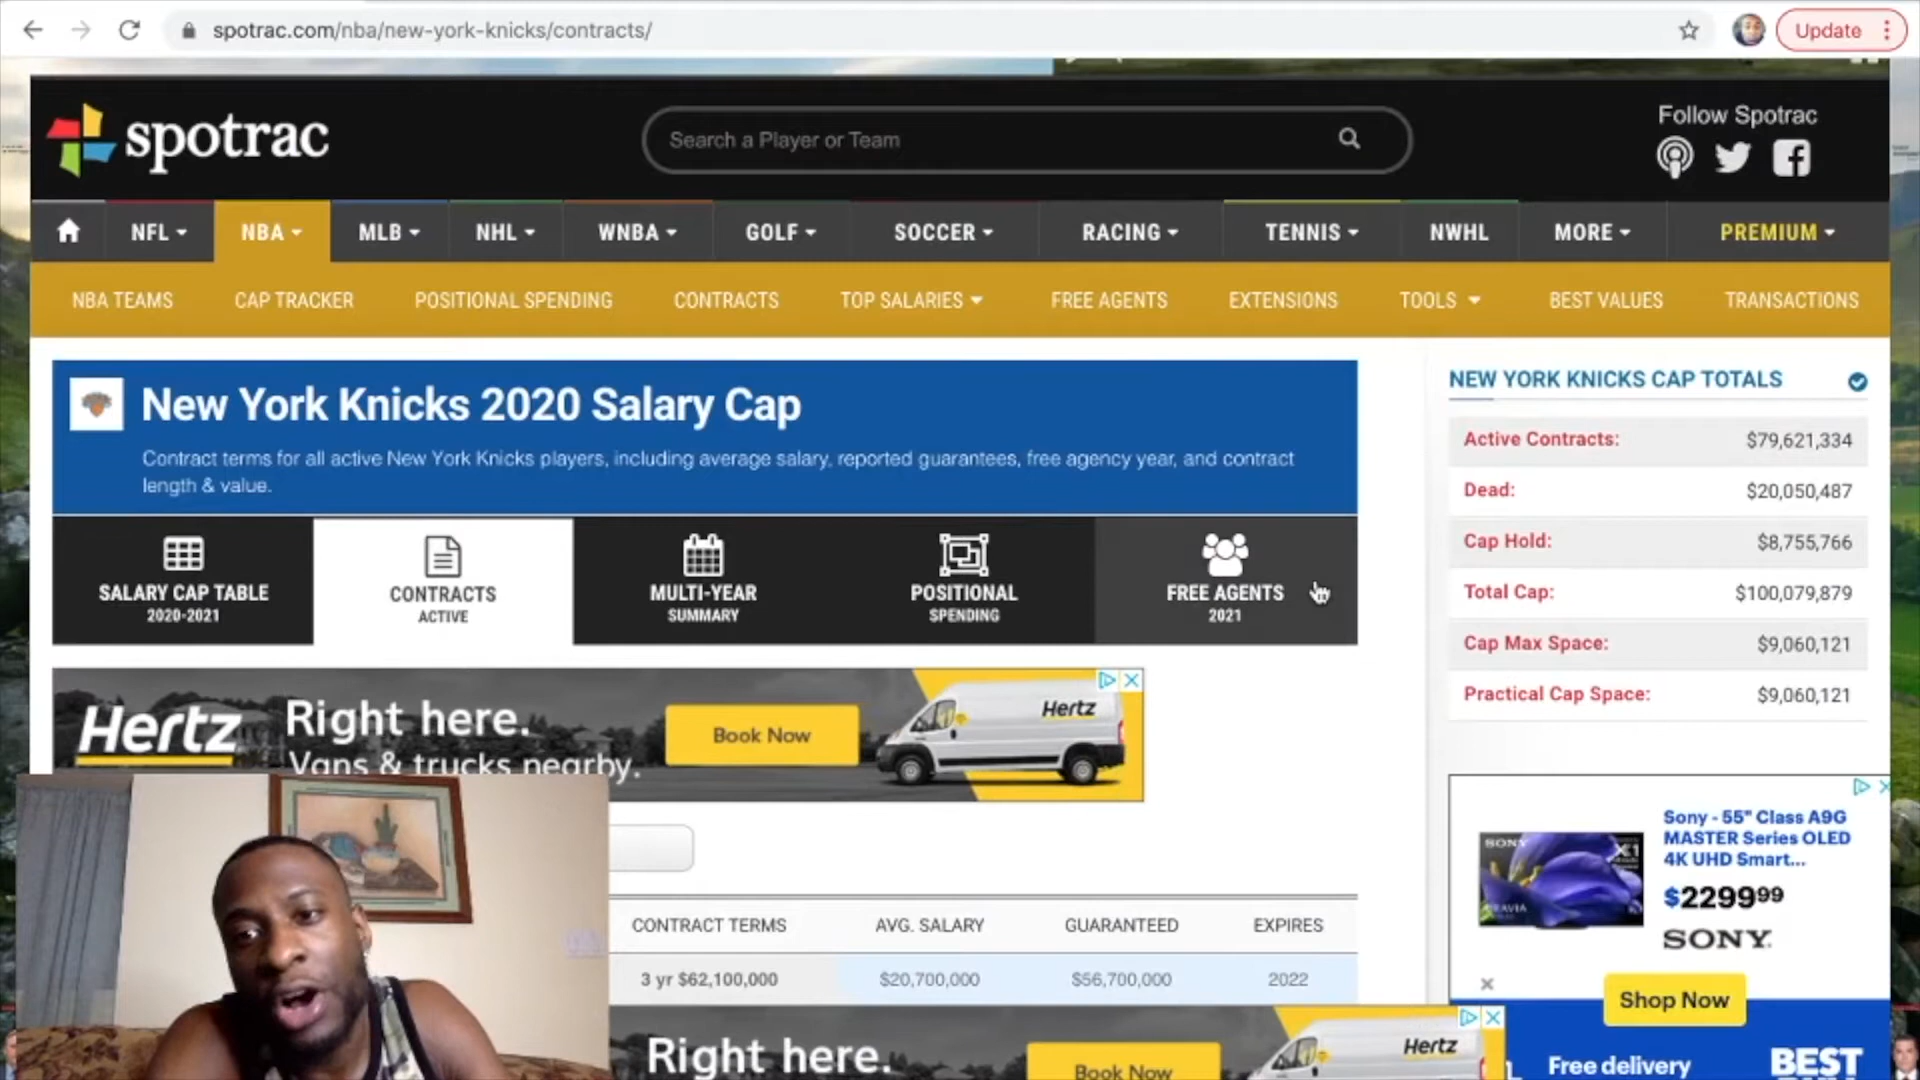 spotrac.com/nba/new-york-knicks/contracts/
Update
spotrac
Search a Player or Team
Follow Spotrac
NFL
NBA
MLB
NHL
WNBA
GOLF
SOCCER
RACING
TENNIS
NWHL
MORE
PREMIUM
NBA TEAMS
CAP TRACKER
POSITIONAL SPENDING
CONTRACTS
TOP SALARIES
FREE AGENTS
EXTENSIONS
TOOLS
BEST VALUES
TRANSACTIONS
New York Knicks 2020 Salary Cap
Contract terms for all active New York Knicks players, including average salary, reported guarantees, free agency year, and contract
length & value.
SALARY CAP TABLE
2020-2021
CONTRACTS
ACTIVE
MULTI-YEAR
SUMMARY
POSITIONAL
SPENDING
FREE AGENTS
2021
NEW YORK KNICKS CAP TOTALS
Active Contracts: $79,621,334
Dead: $20,050,487
Cap Hold: $8,755,766
Total Cap: $100,079,879
Cap Max Space: $9,060,121
Practical Cap Space: $9,060,121
Hertz
Right here.
Vans & trucks nearby.
Book Now
Hertz
CONTRACT TERMS AVG. SALARY GUARANTEED EXPIRES
3 yr $62,100,000 $20,700,000 $56,700,000 2022
Right here.
Book Now
Hertz
SONY
X1
Sony - 55" Class A9G
MASTER Series OLED
4K UHD Smart...
$229999
SONY
Shop Now
Free delivery
BEST